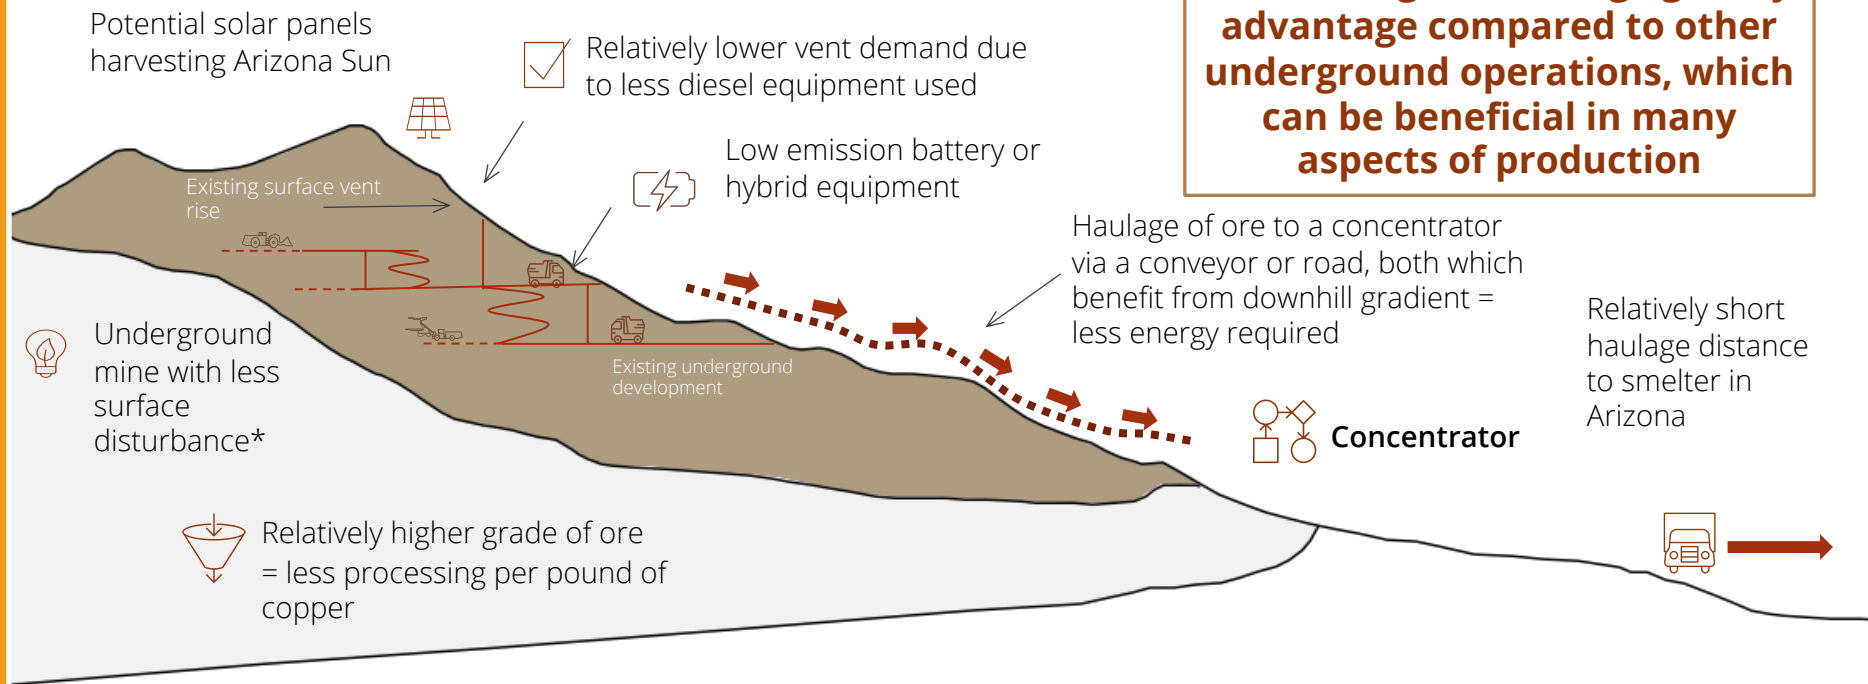 advantage compared to other
underground operations, which
can be beneficial in many
aspects of production
Potential solar panels
harvesting Arizona Sun
Relatively lower vent demand due
to less diesel equipment used
Low emission battery or
hybrid equipment
Existing surface vent
rise
Haulage of ore to a concentrator
via a conveyor or road, both which
benefit from downhill gradient =
less energy required
Relatively short
haulage distance
to smelter in
Arizona
Underground
mine with less
surface
disturbance*
Existing underground
development
Concentrator
Relatively higher grade of ore
= less processing per pound of
copper